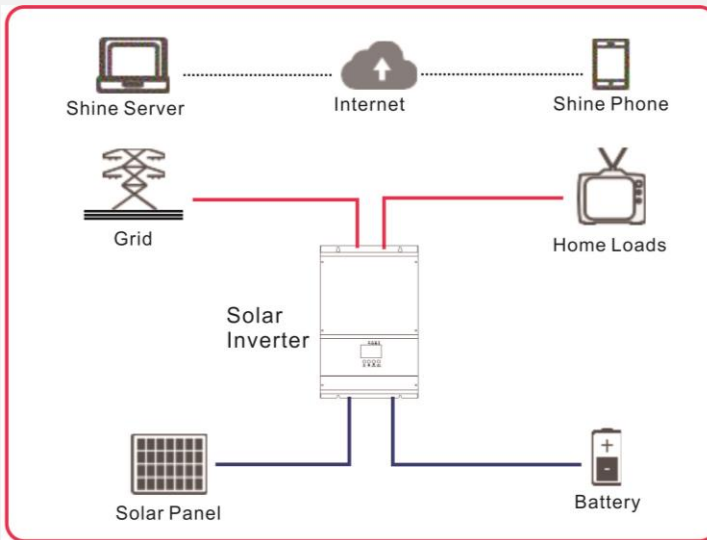 Shine Server
Internet
Shine Phone
Grid
Home Loads
Solar
Inverter
Solar Panel
+
-
Battery